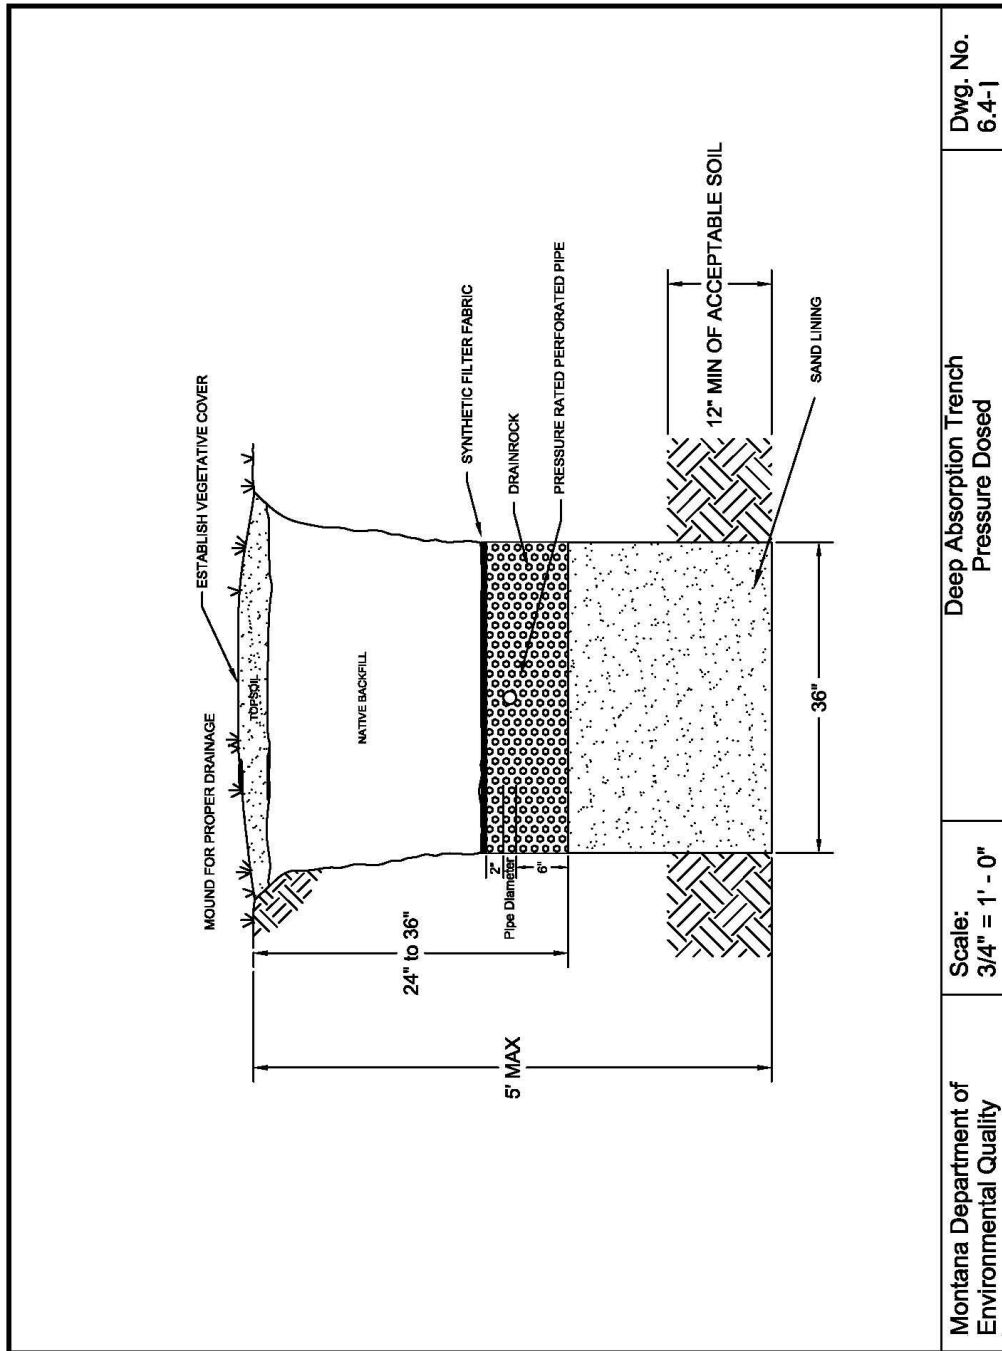 MOUND FOR PROPER DRAINAGE
ESTABLISH VEGETATIVE COVER
TOPSOIL
NATIVE BACKFILL
SYNTHETIC FILTER FABRIC
DRAINROCK
PRESSURE RATED PERFORATED PIPE
2"
Pipe Diameter
6"
24" to 36"
5' MAX
12" MIN OF ACCEPTABLE SOIL
SAND LINING
36"
Montana Department of
Environmental Quality
Scale:
3/4" = 1' - 0"
Deep Absorption Trench
Pressure Dosed
Dwg. No.
6.4-1